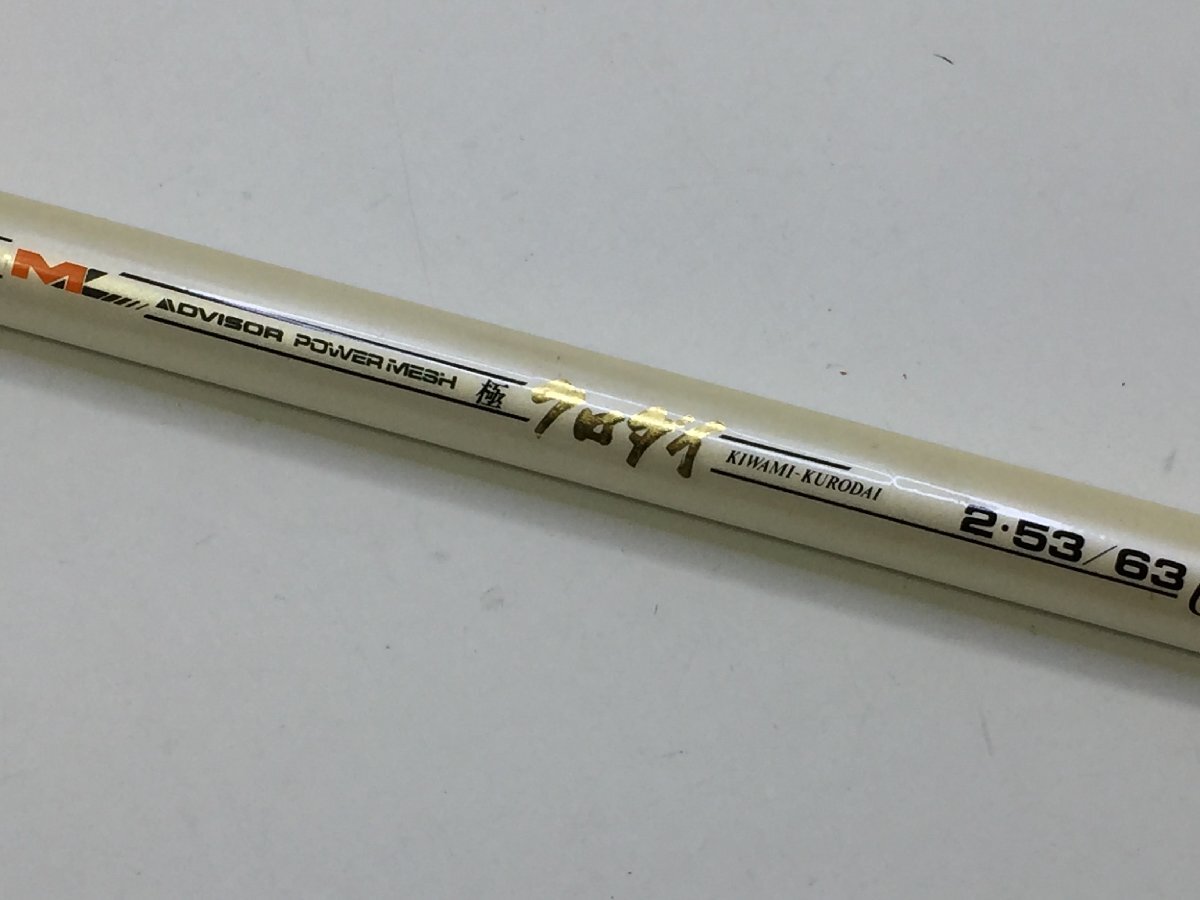 M ADVISOR POWER MESH 極 クロダイ KIWAMI-KURODAI 2·53/63